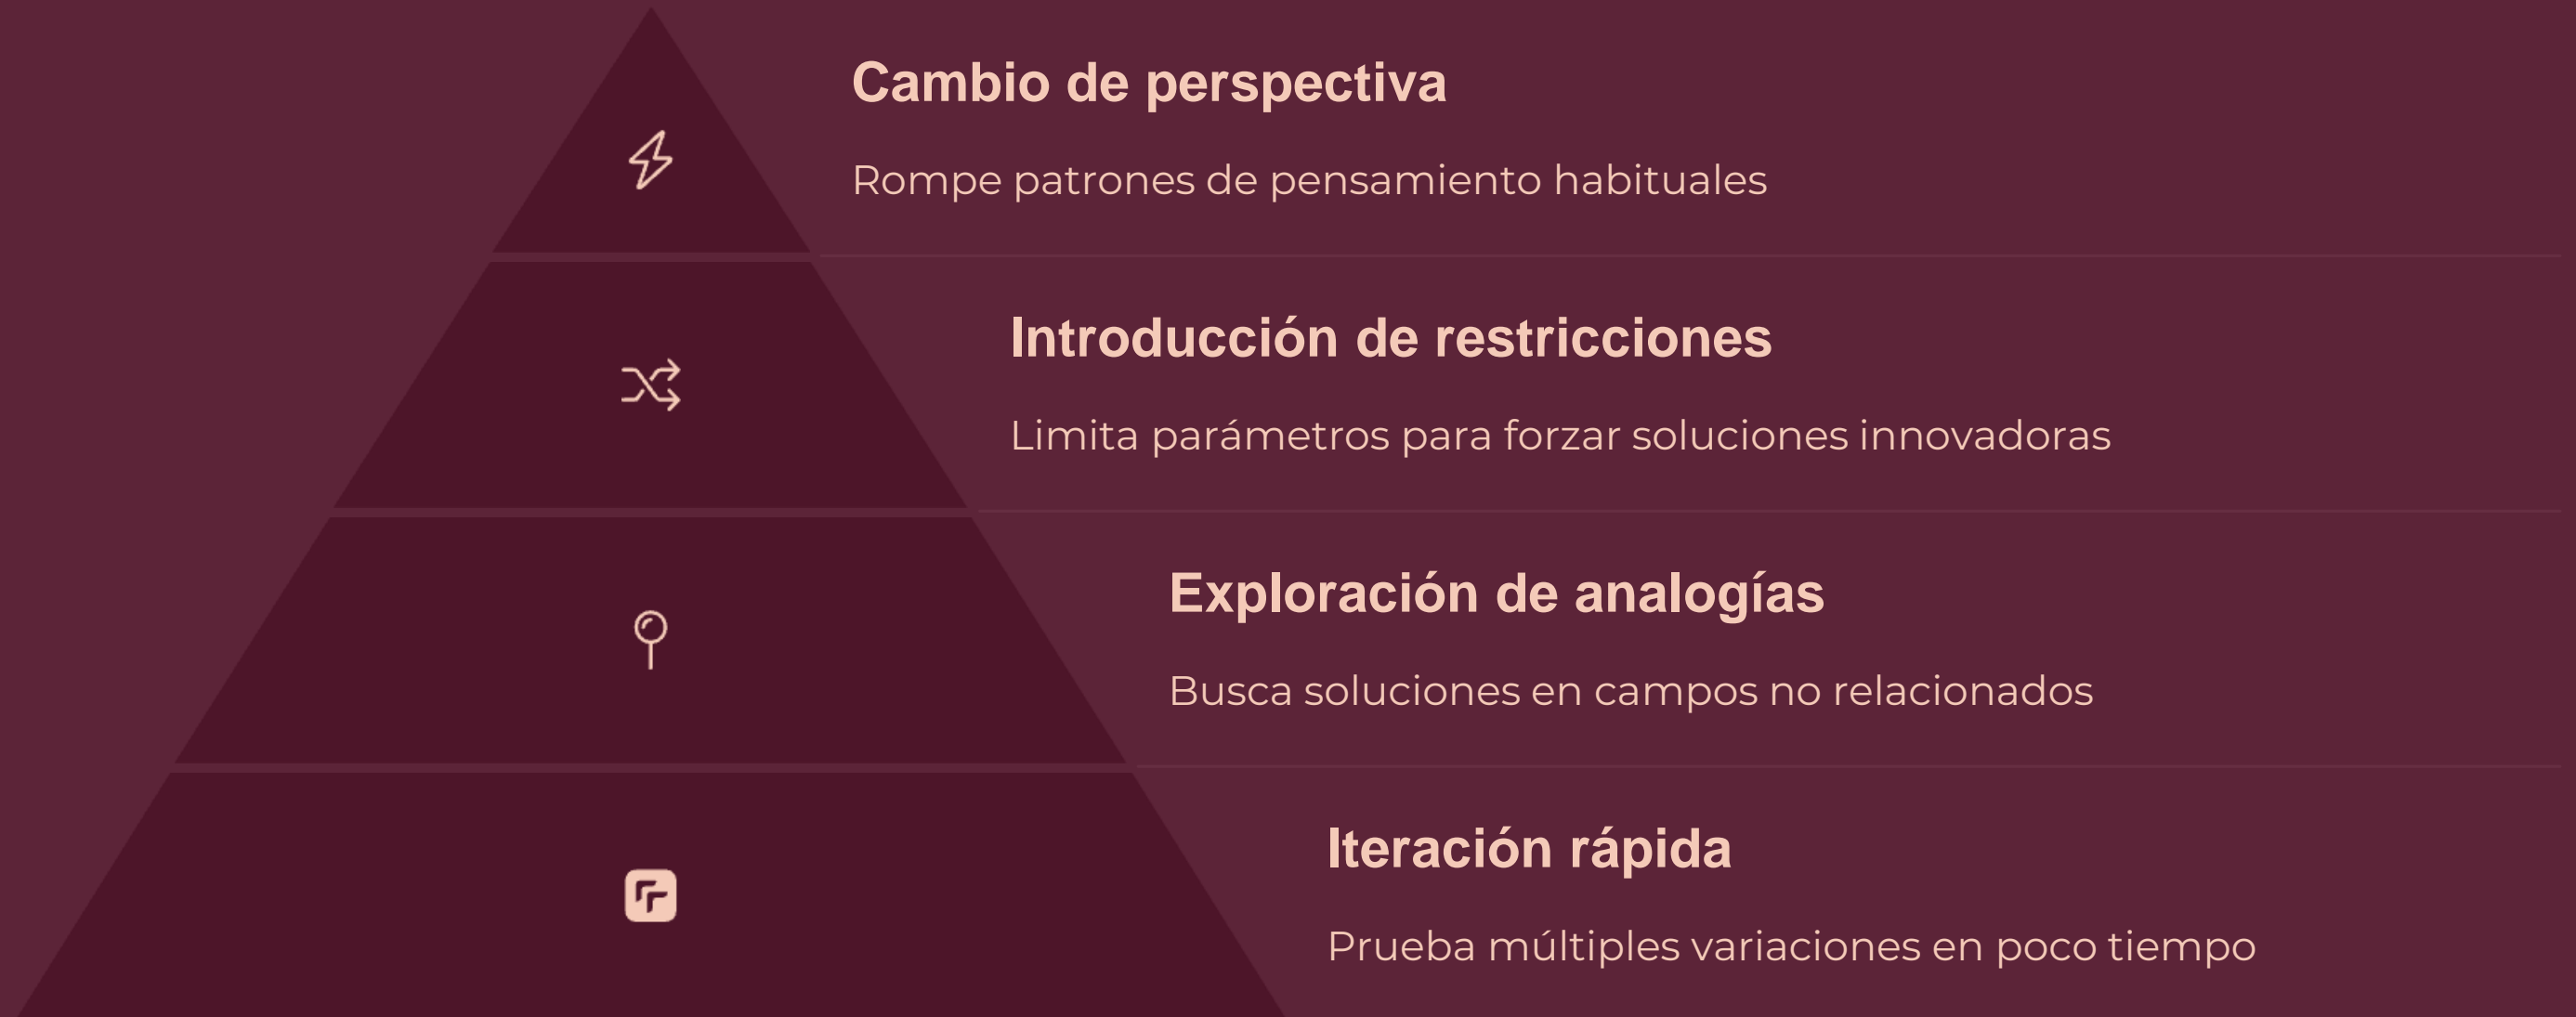 Cambio de perspectiva
Rompe patrones de pensamiento habituales
Introducción de restricciones
Limita parámetros para forzar soluciones innovadoras
Exploración de analogías
Busca soluciones en campos no relacionados
Iteración rápida
Prueba múltiples variaciones en poco tiempo